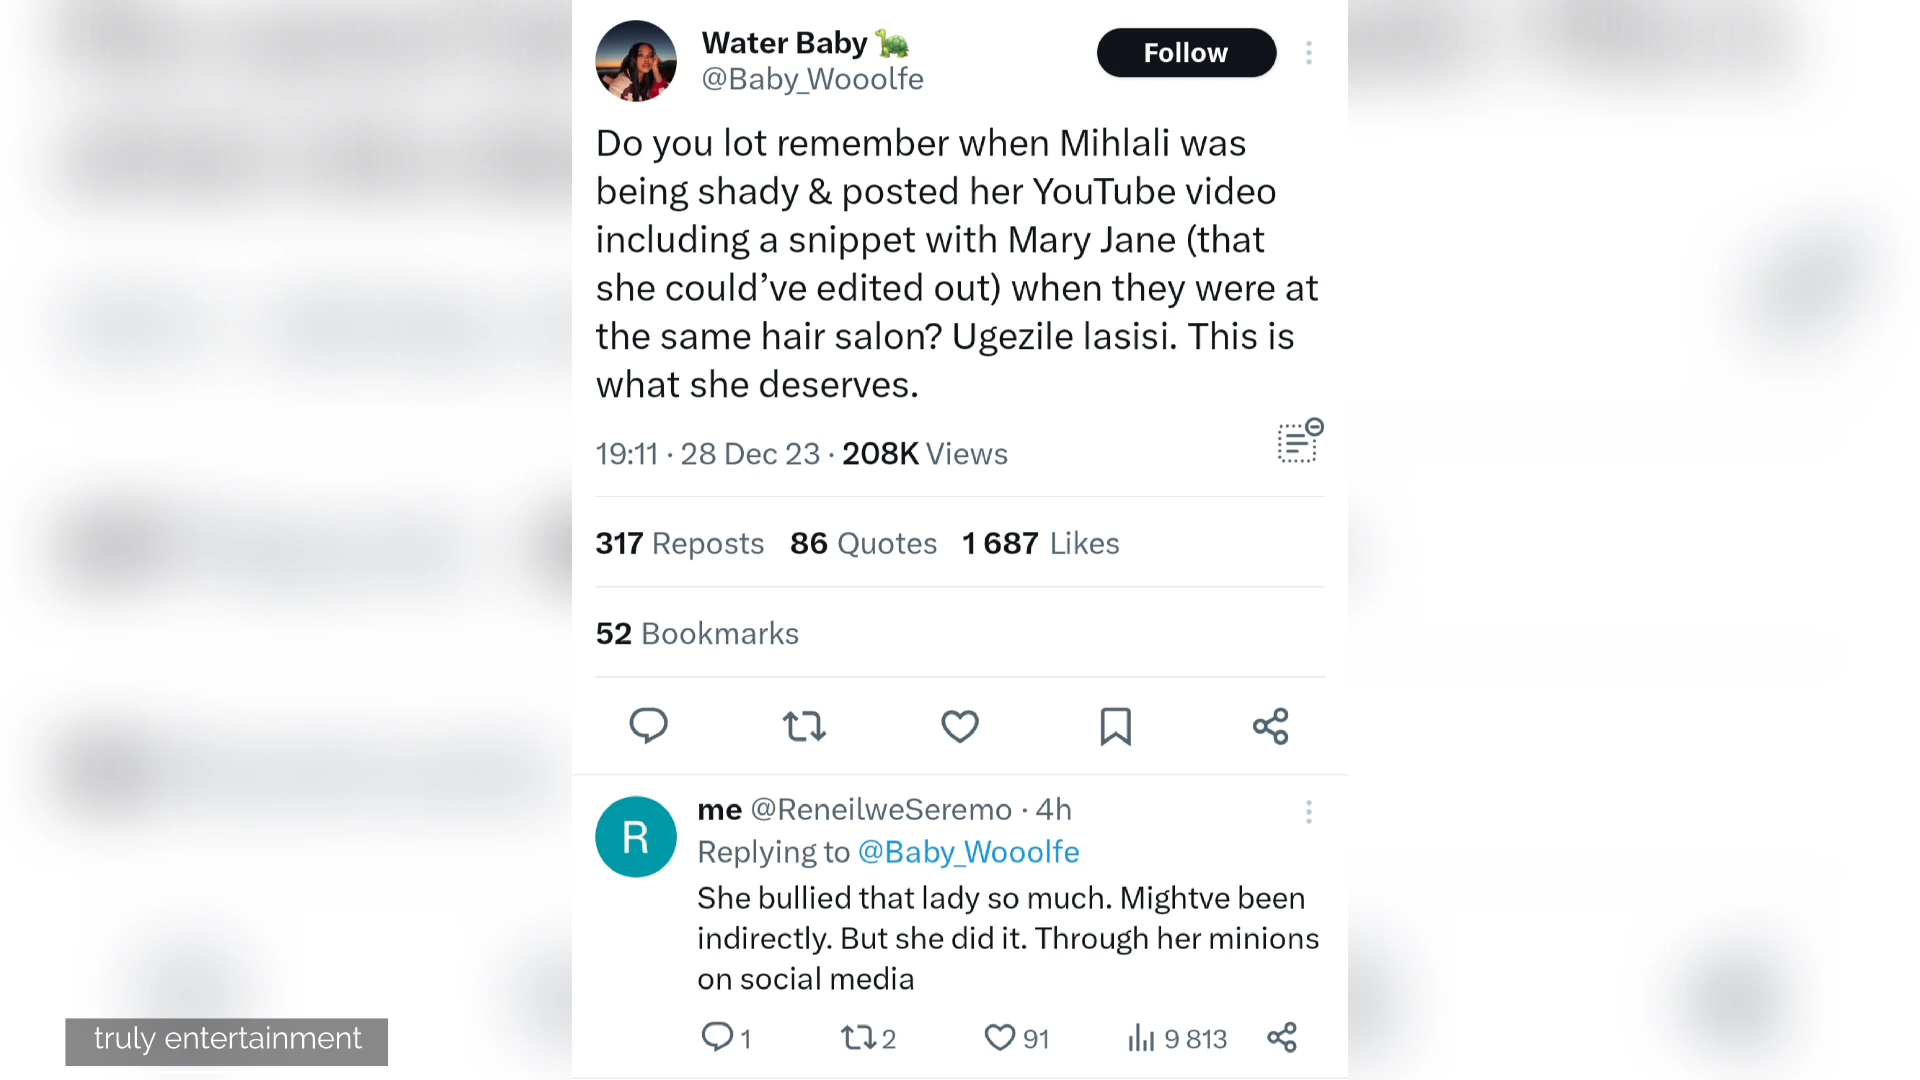 Water Baby 🐢
@Baby_Wooolfe
Follow
Do you lot remember when Mihlali was
being shady & posted her YouTube video
including a snippet with Mary Jane (that
she could’ve edited out) when they were at
the same hair salon? Ugezile lasisi. This is
what she deserves.
19:11 · 28 Dec 23 · 208K Views
317 Reposts 86 Quotes 1 687 Likes
52 Bookmarks
R
me @ReneilweSeremo · 4h
Replying to @Baby_Wooolfe
She bullied that lady so much. Mightve been
indirectly. But she did it. Through her minions
on social media
1 2 91 9 813
truly entertainment